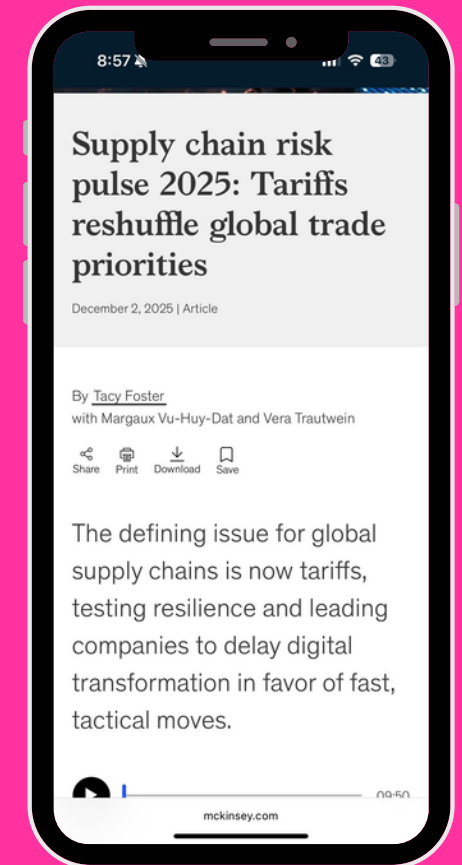 8:57
43
Supply chain risk
pulse 2025: Tariffs
reshuffle global trade
priorities
December 2, 2025 | Article
By Tacy Foster
with Margaux Vu-Huy-Dat and Vera Trautwein
Share Print Download Save
The defining issue for global
supply chains is now tariffs,
testing resilience and leading
companies to delay digital
transformation in favor of fast,
tactical moves.
09:50
mckinsey.com